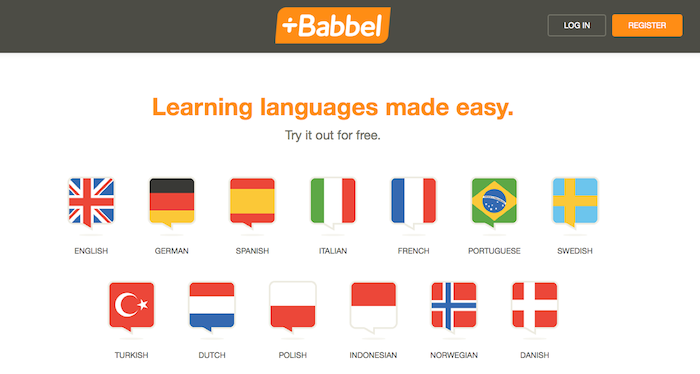 +Babbel
LOG IN
REGISTER
Learning languages made easy.
Try it out for free.
ENGLISH
GERMAN
SPANISH
ITALIAN
FRENCH
PORTUGUESE
SWEDISH
TURKISH
DUTCH
POLISH
INDONESIAN
NORWEGIAN
DANISH